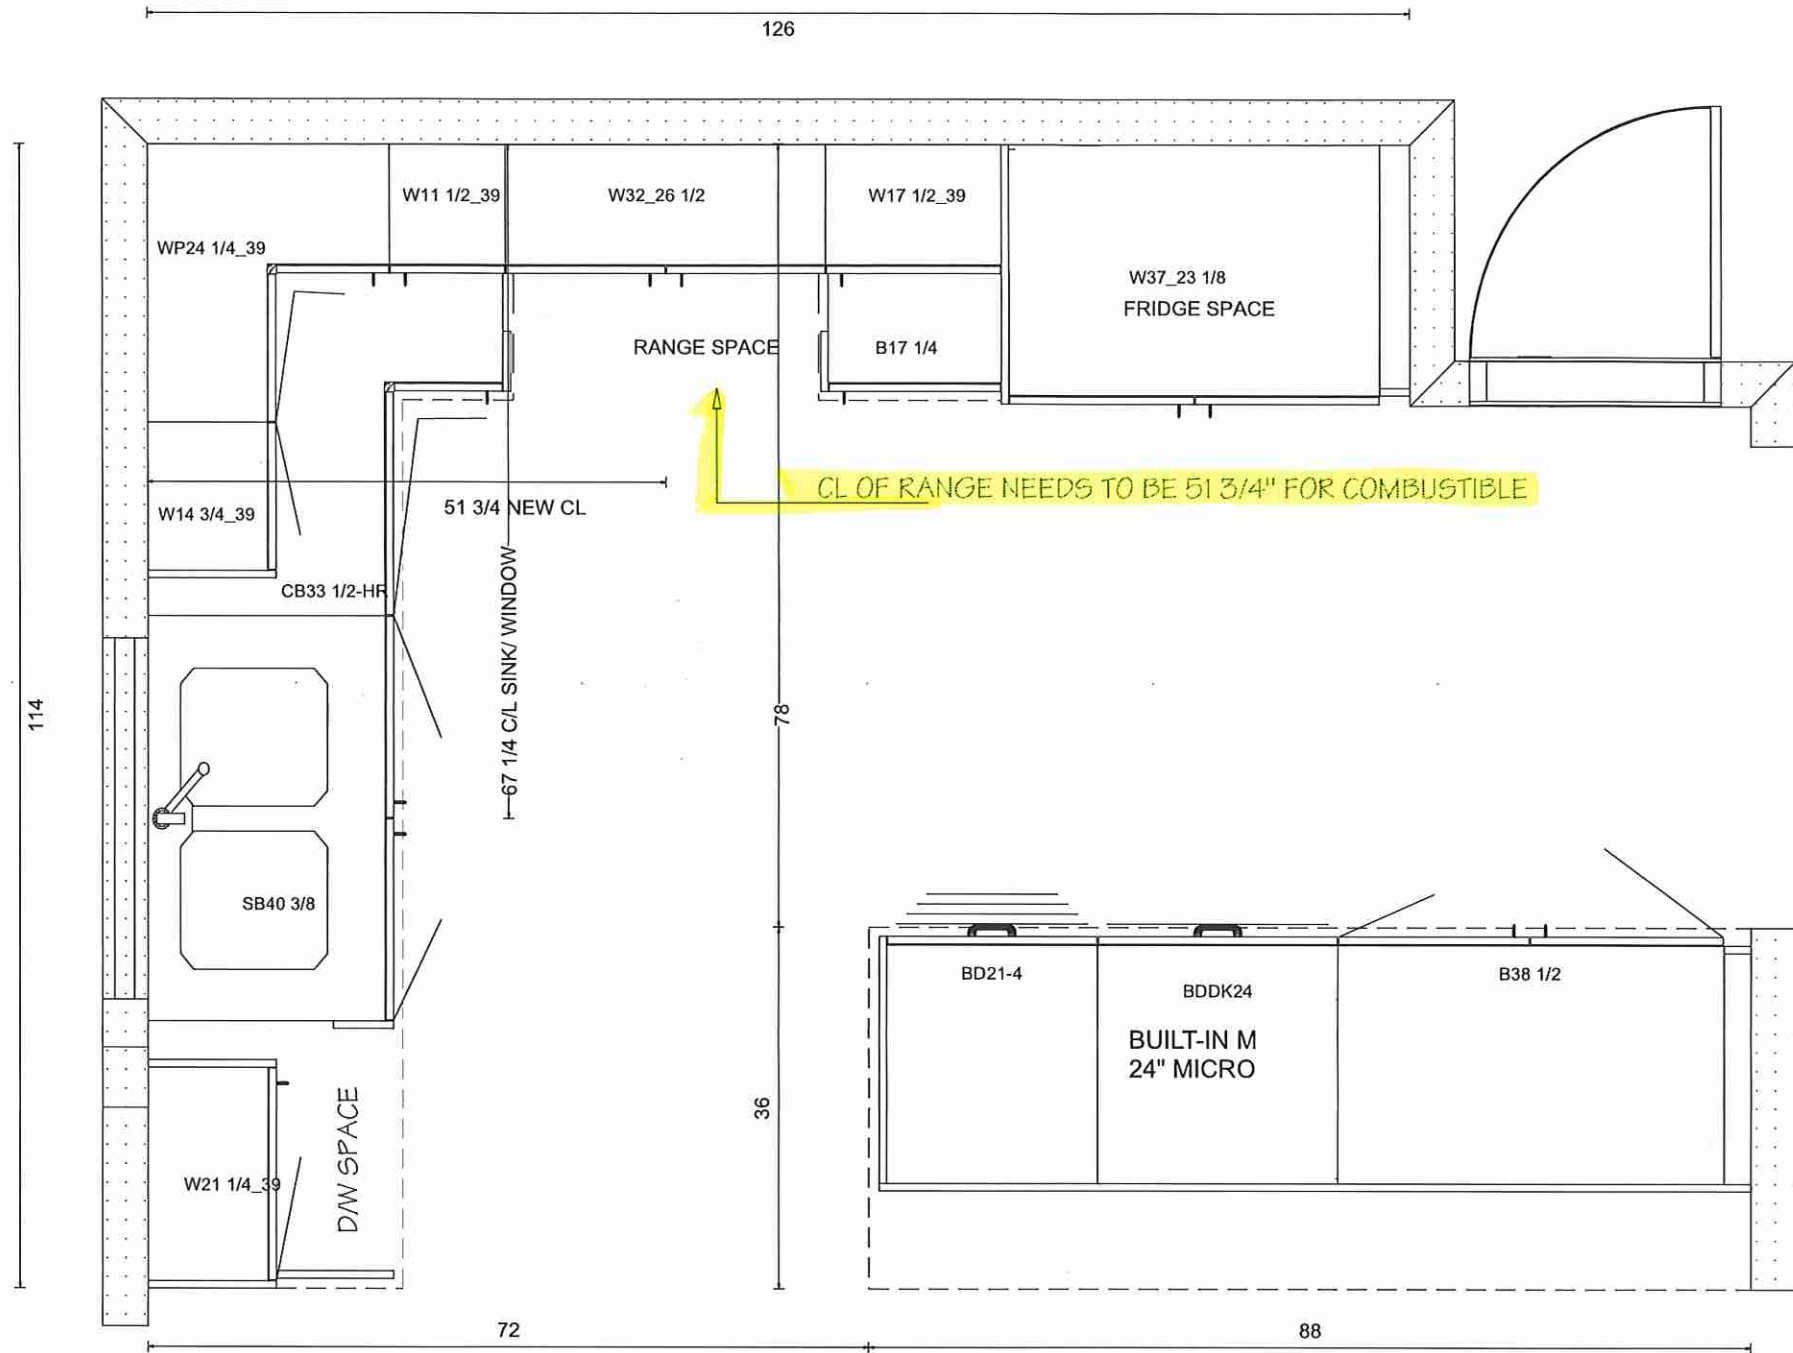 126
W11 1/2_39
W32_26 1/2
W17 1/2_39
WP24 1/4_39
W37_23 1/8
FRIDGE SPACE
RANGE SPACE
B17 1/4
CL OF RANGE NEEDS TO BE 51 3/4" FOR COMBUSTIBLE
51 3/4 NEW CL
W14 3/4_39
CB33 1/2-HR
67 1/4 C/L SINK/ WINDOW
114
78
SB40 3/8
BD21-4
BDDK24
B38 1/2
BUILT-IN M
24" MICRO
36
D/W SPACE
W21 1/4_39
72
88